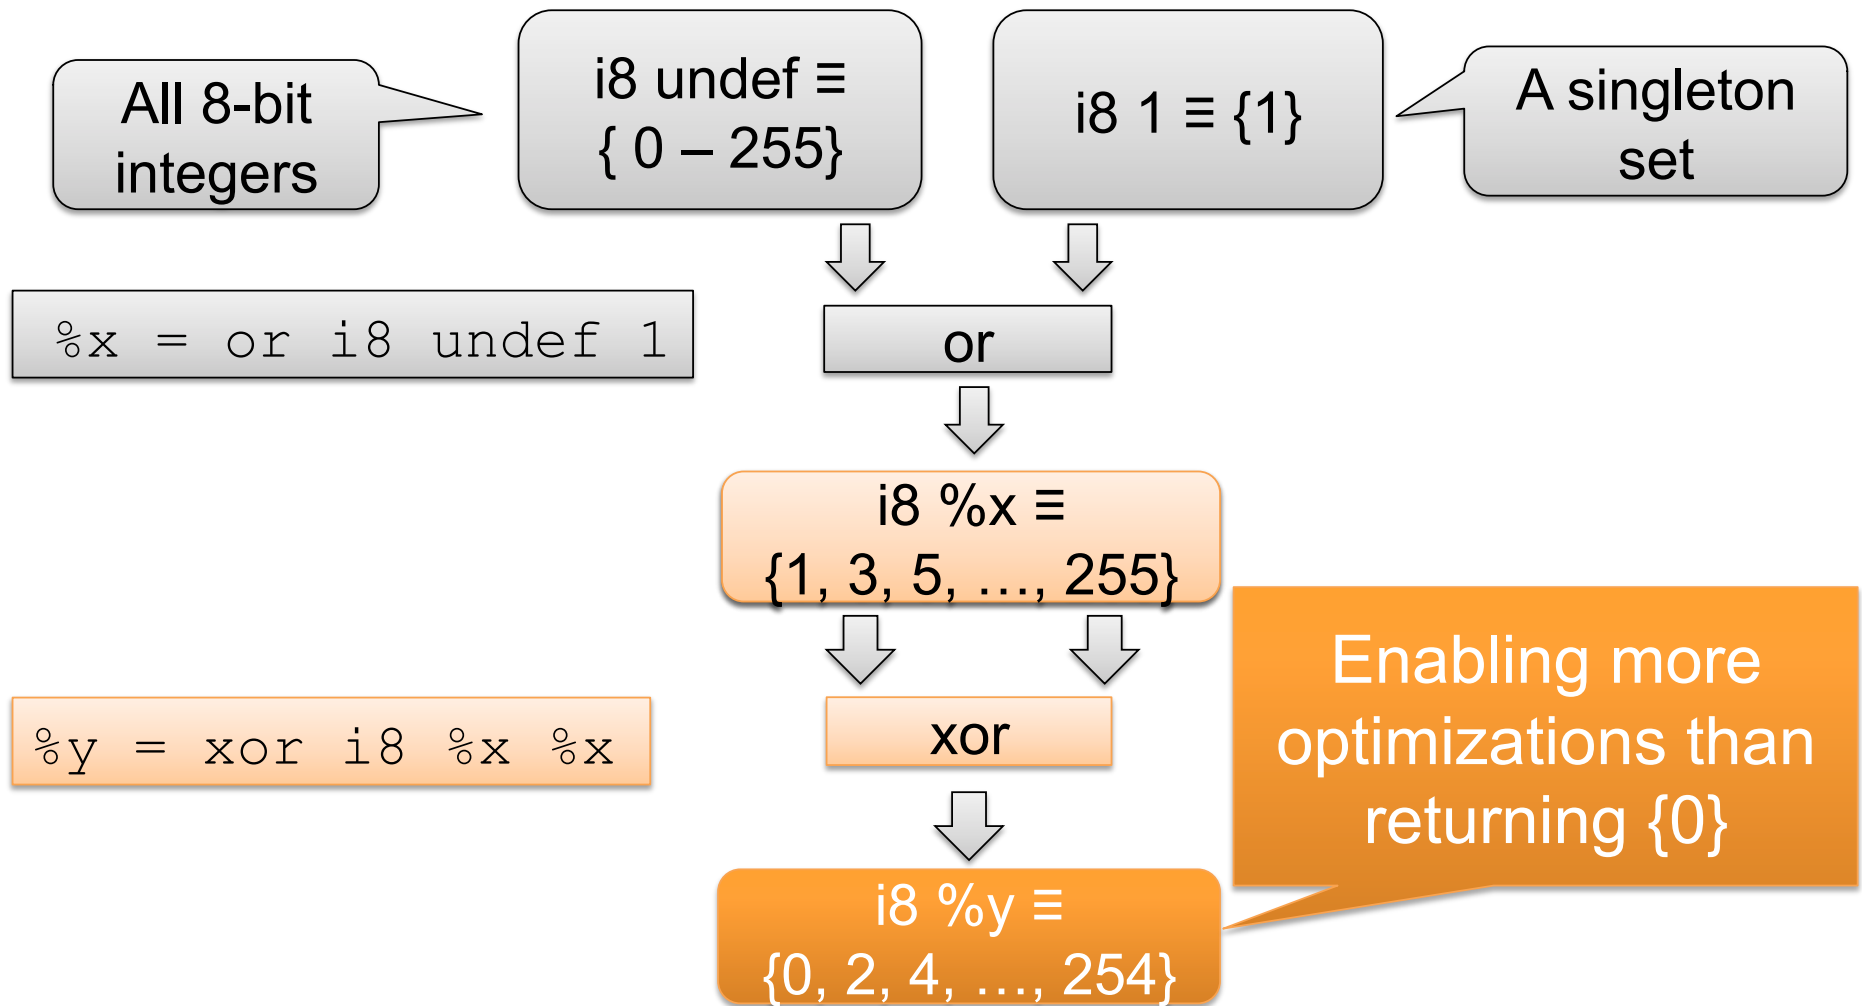 All 8-bit
integers
i8 undef ≡
{ 0 – 255}
i8 1 ≡ {1}
A singleton
set
%x = or i8 undef 1
or
i8 %x ≡
{1, 3, 5, …, 255}
%y = xor i8 %x %x
xor
Enabling more
optimizations than
returning {0}
i8 %y ≡
{0, 2, 4, …, 254}